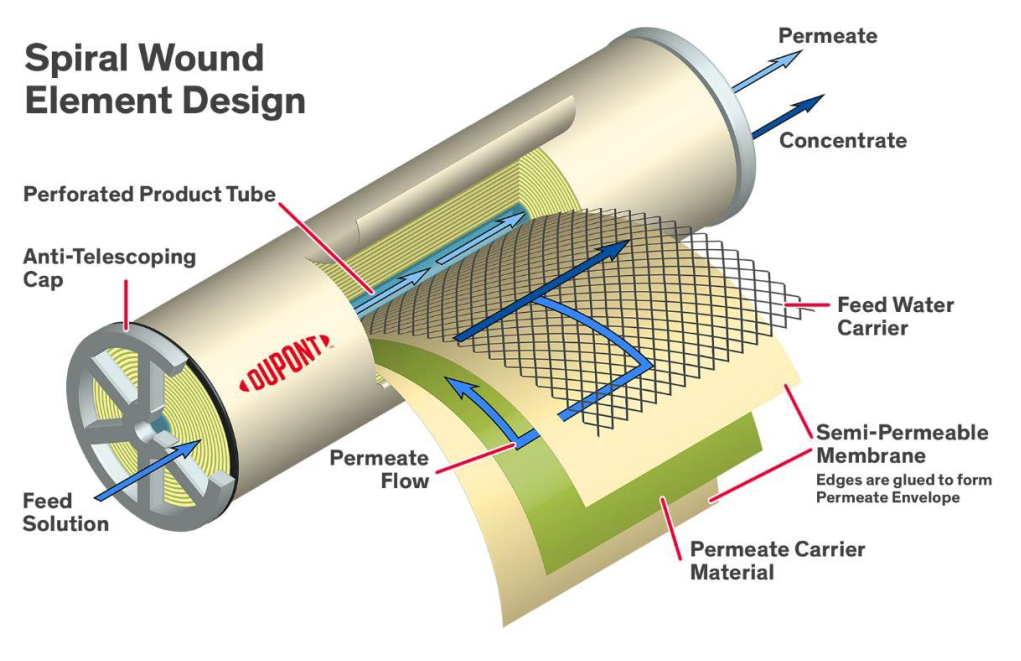 Spiral Wound
Element Design
Permeate
Concentrate
Perforated Product Tube
Anti-Telescoping
Cap
DUPONT
Feed Water
Carrier
Semi-Permeable
Membrane
Edges are glued to form
Permeate Envelope
Permeate
Flow
Feed
Solution
Permeate Carrier
Material